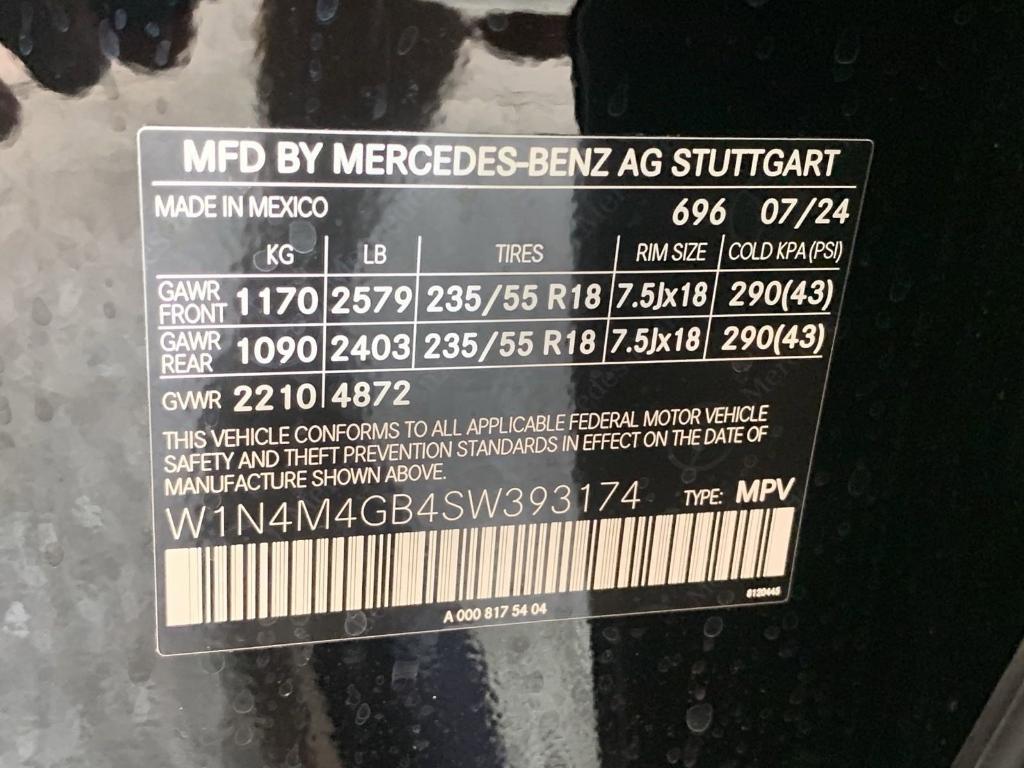 MFD BY MERCEDES-BENZ AG STUTTGART
MADE IN MEXICO 696 07/24
KG LB TIRES RIM SIZE COLD KPA(PSI)
GAWR FRONT 1170 2579 235/55 R18 7.5Jx18 290(43)
GAWR REAR 1090 2403 235/55 R18 7.5Jx18 290(43)
GVWR 2210 4872
THIS VEHICLE CONFORMS TO ALL APPLICABLE FEDERAL MOTOR VEHICLE
SAFETY AND THEFT PREVENTION STANDARDS IN EFFECT ON THE DATE OF
MANUFACTURE SHOWN ABOVE.
W1N4M4GB4SW393174 TYPE: MPV
A 000 817 54 04
8120445